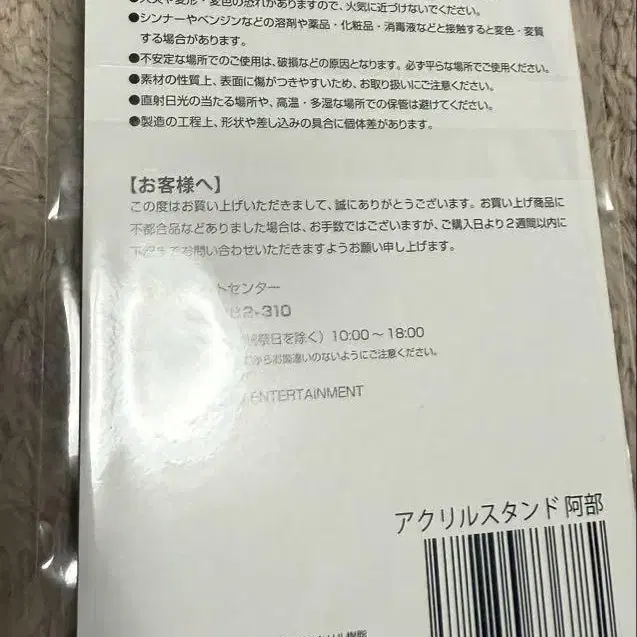 ●火災や変形・変色の恐れがありますので、火気に近づけないでください。
●シンナーやベンジンなどの溶剤や薬品・化粧品・消毒液などと接触すると変色・変質
する場合があります。
●不安定な場所でのご使用は、破損などの原因となります。必ず平らな場所でご使用ください。
●素材の性質上、表面に傷がつきやすいため、お取り扱いにご注意ください。
●直射日光の当たる場所や、高温・多湿な場所での保管は避けてください。
●製造の工程上、形状や差し込みの具合に個体差があります。
【お客様へ】
この度はお買い上げいただきまして、誠にありがとうございます。お買い上げ商品に
不都合品などありました場合は、お手数ではございますが、ご購入日より2週間以内に
下記までお問い合わせいただきますようお願い申し上げます。
トセンター
2-310
祭日を除く）10:00～18:00
お間違いのないようにご注意ください。
ENTERTAINMENT
アクリルスタンド 阿部